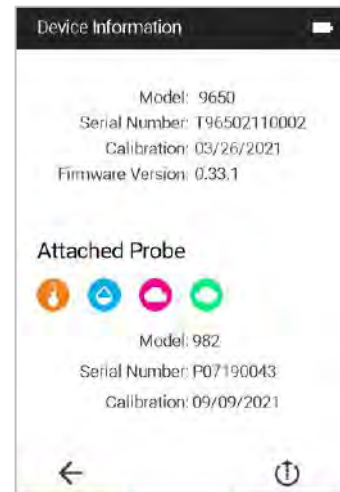 Device Information
Model: 9650
Serial Number: T96502110002
Calibration: 03/26/2021
Firmware Version: 0.33.1
Attached Probe
Model: 982
Serial Number: P07190043
Calibration: 09/09/2021